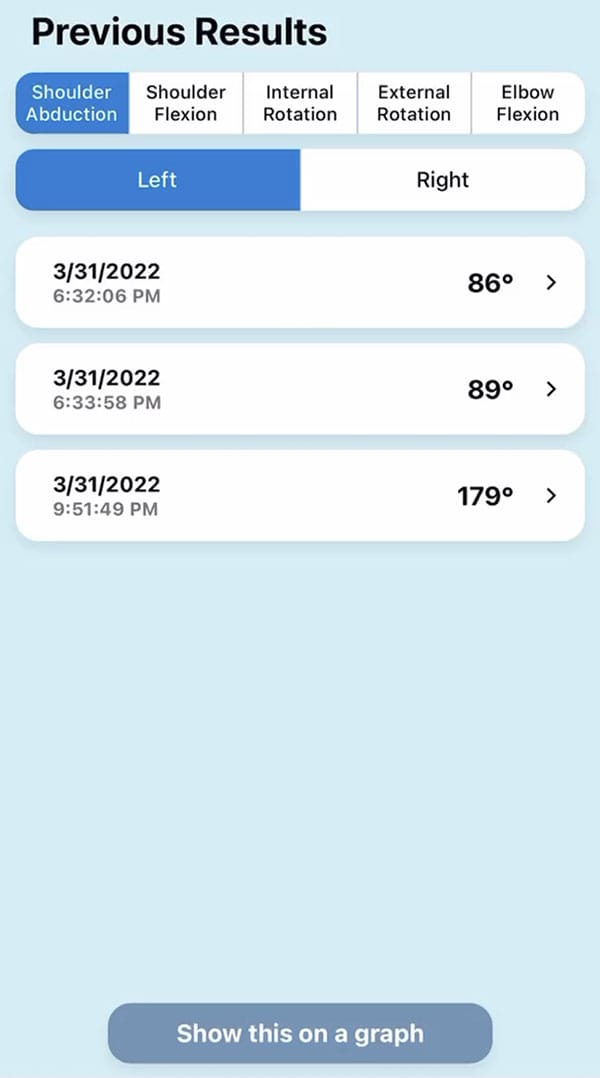 Previous Results
Shoulder Abduction
Shoulder Flexion
Internal Rotation
External Rotation
Elbow Flexion
Left
Right
3/31/2022
6:32:06 PM
86°
3/31/2022
6:33:58 PM
89°
3/31/2022
9:51:49 PM
179°
Show this on a graph